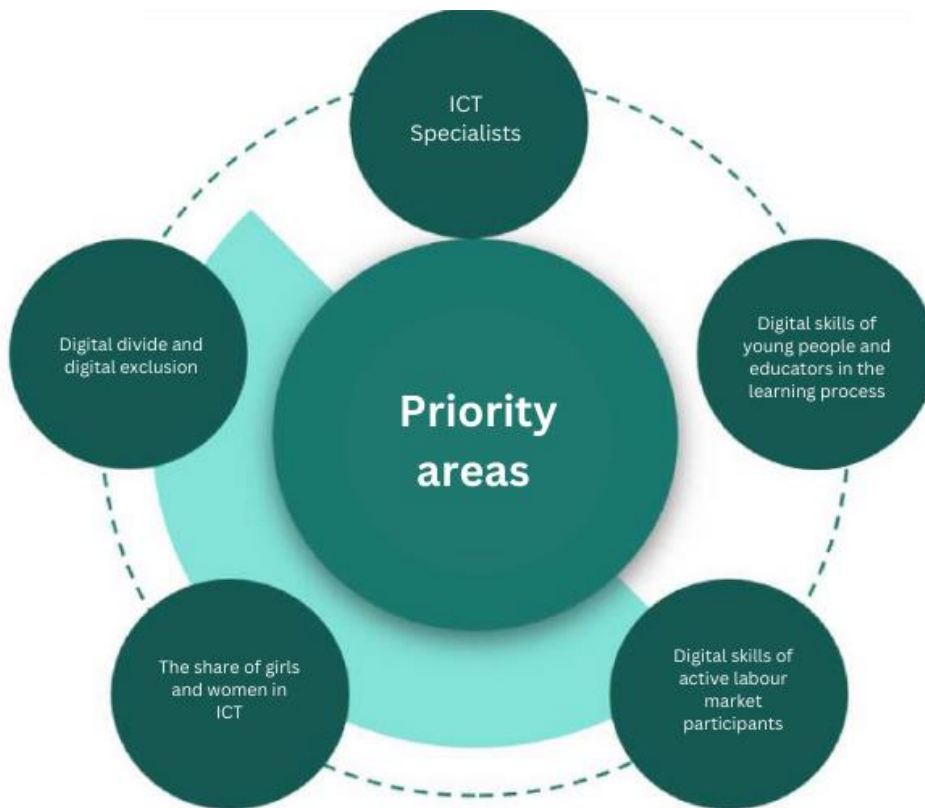 ICT
Specialists
Digital skills of
young people and
educators in the
learning process
Digital skills of
active labour
market
participants
The share of girls
and women in
ICT
Digital divide and
digital exclusion
Priority
areas